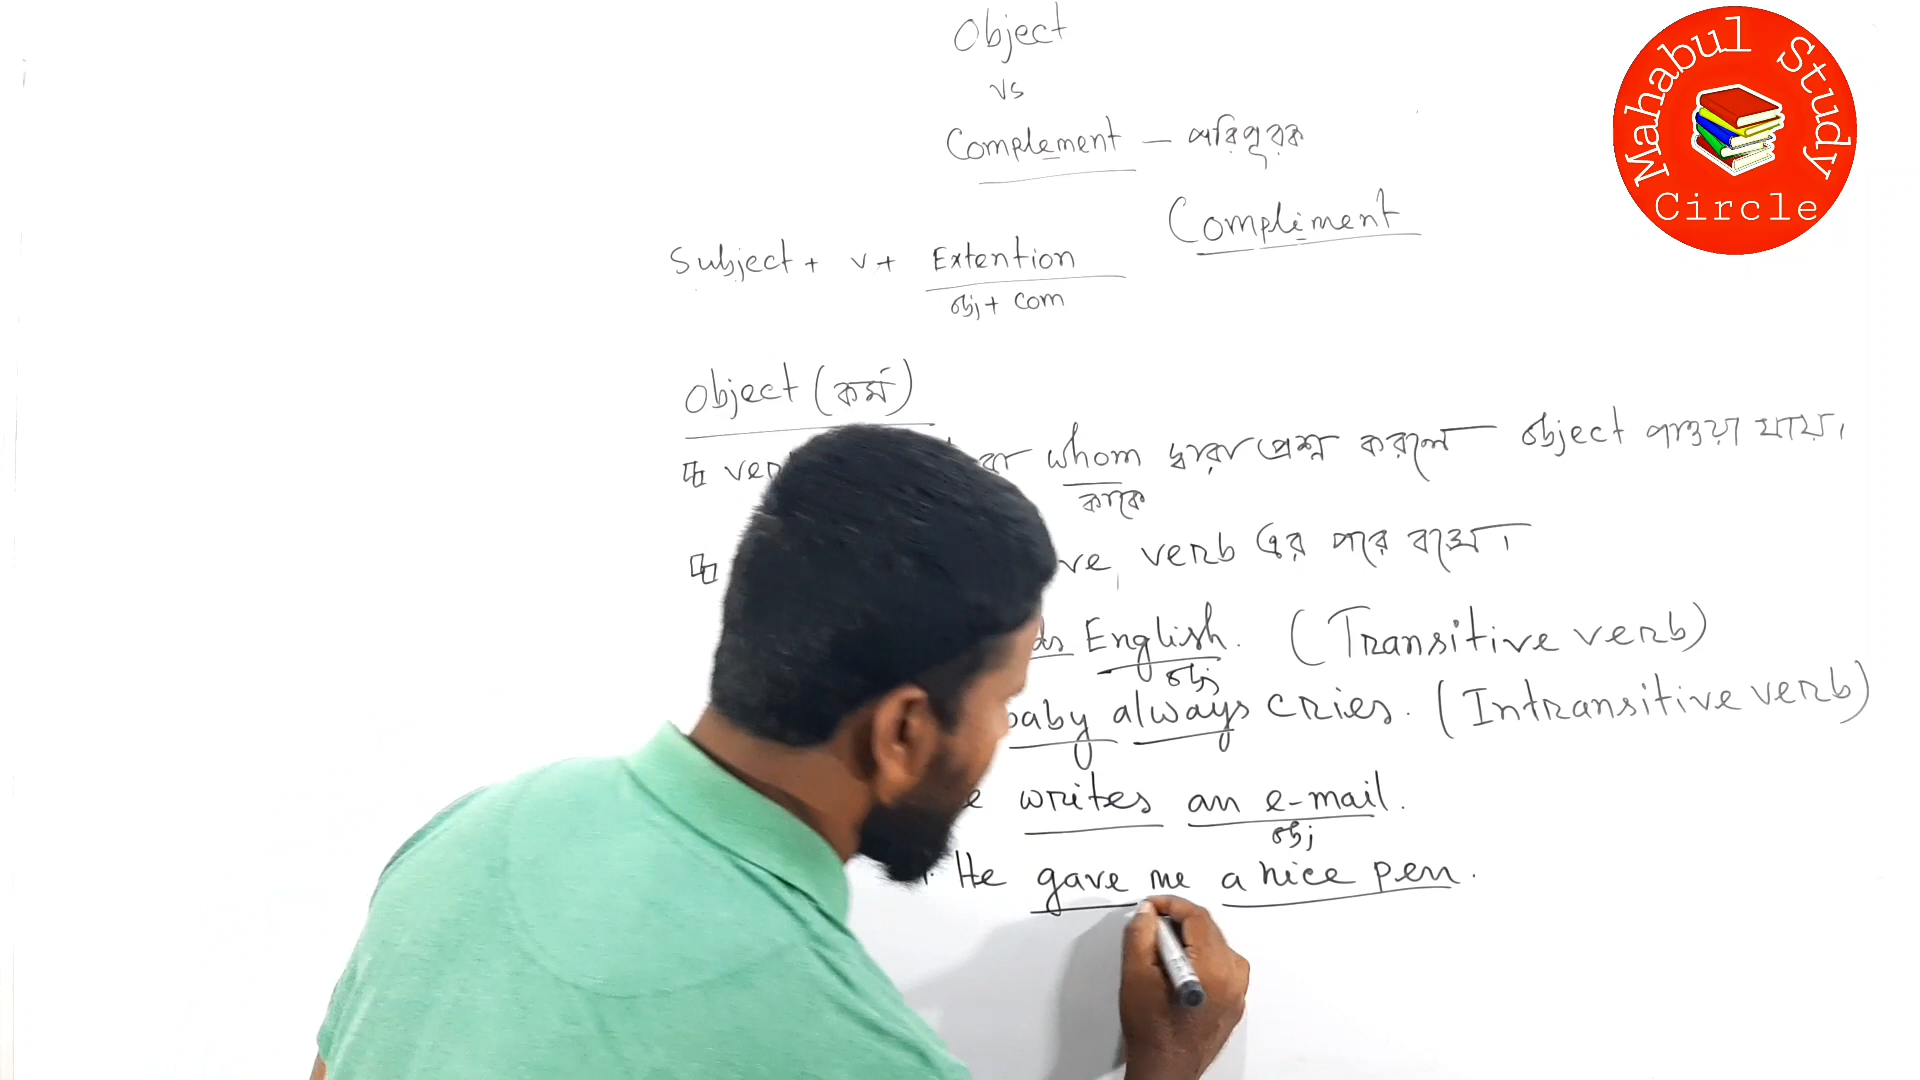 Object
vs
Complement — পরিপূরক
Compliment
Subject + v + Extention
obj + com
Object (কর্ম)
whom দ্বারা প্রশ্ন করলে object পাওয়া যায়।
কাকে
verb এর পরে বসে।
English. (Transitive verb)
obj
baby always cries. (Intransitive verb)
writes an e-mail.
obj
He gave me a nice pen.
Mahabul Study Circle